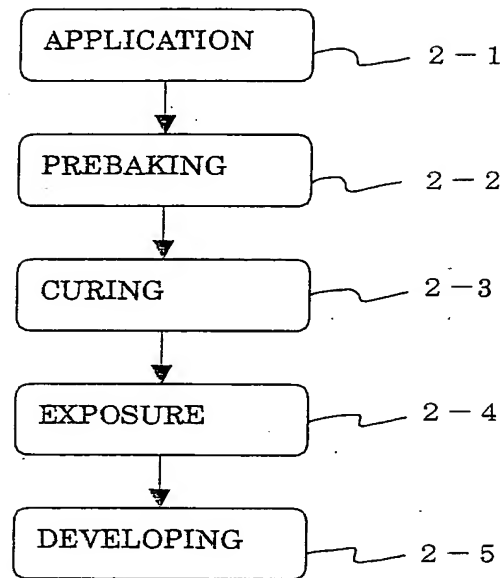 APPLICATION
2-1
PREBAKING
2-2
CURING
2-3
EXPOSURE
2-4
DEVELOPING
2-5